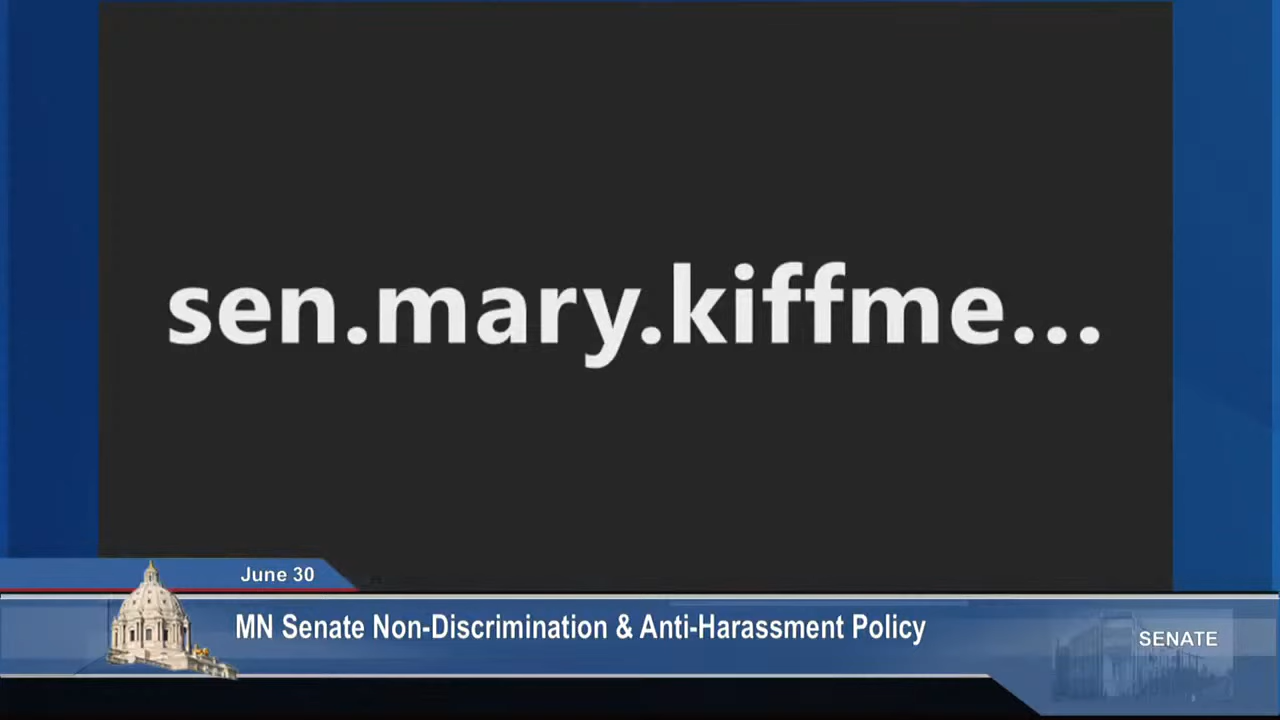 sen.mary.kiffme...
June 30
MN Senate Non-Discrimination & Anti-Harassment Policy
SENATE